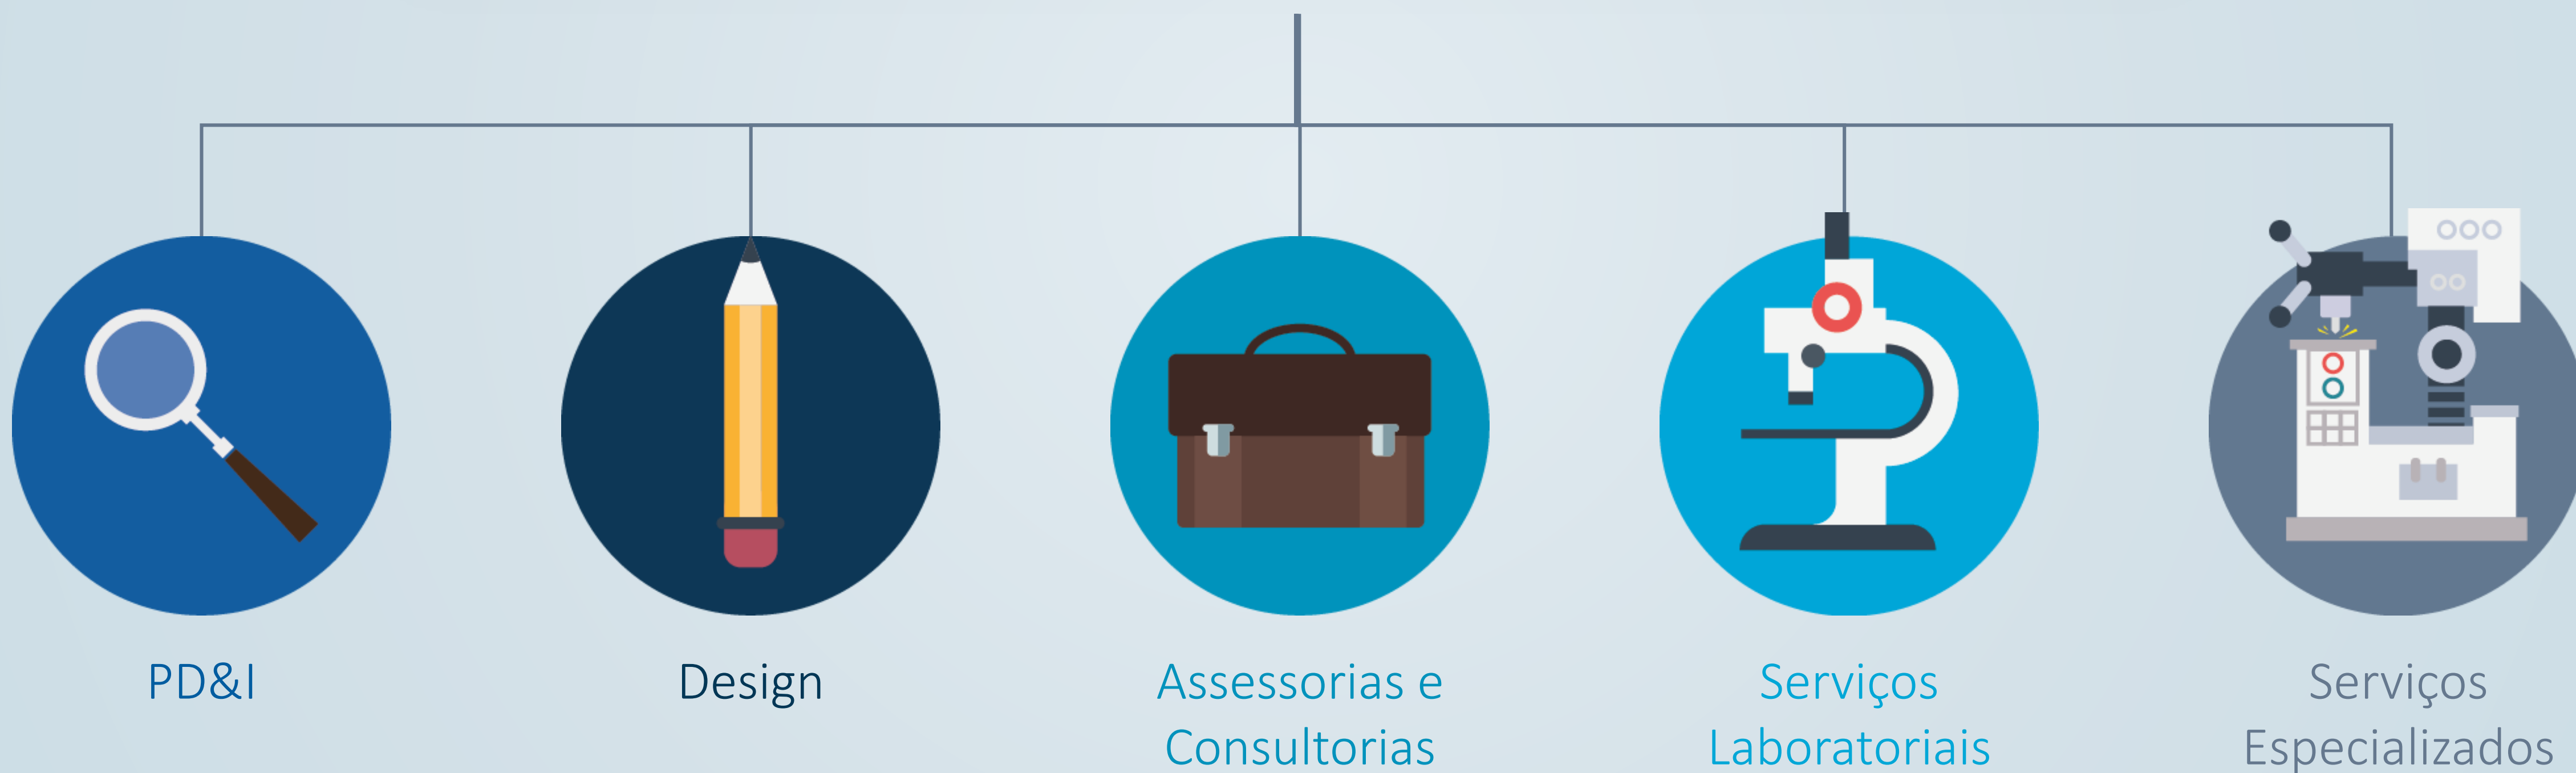 PD&I
Design
Assessorias e
Consultorias
Serviços
Laboratoriais
Serviços
Especializados